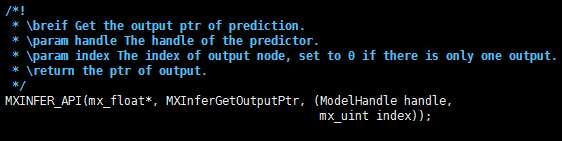 /*!
 * \breif Get the output ptr of prediction.
 * \param handle The handle of the predictor.
 * \param index The index of output node, set to 0 if there is only one output.
 * \return the ptr of output.
 */
MXINFER_API(mx_float*, MXInferGetOutputPtr, (ModelHandle handle,
                                             mx_uint index));